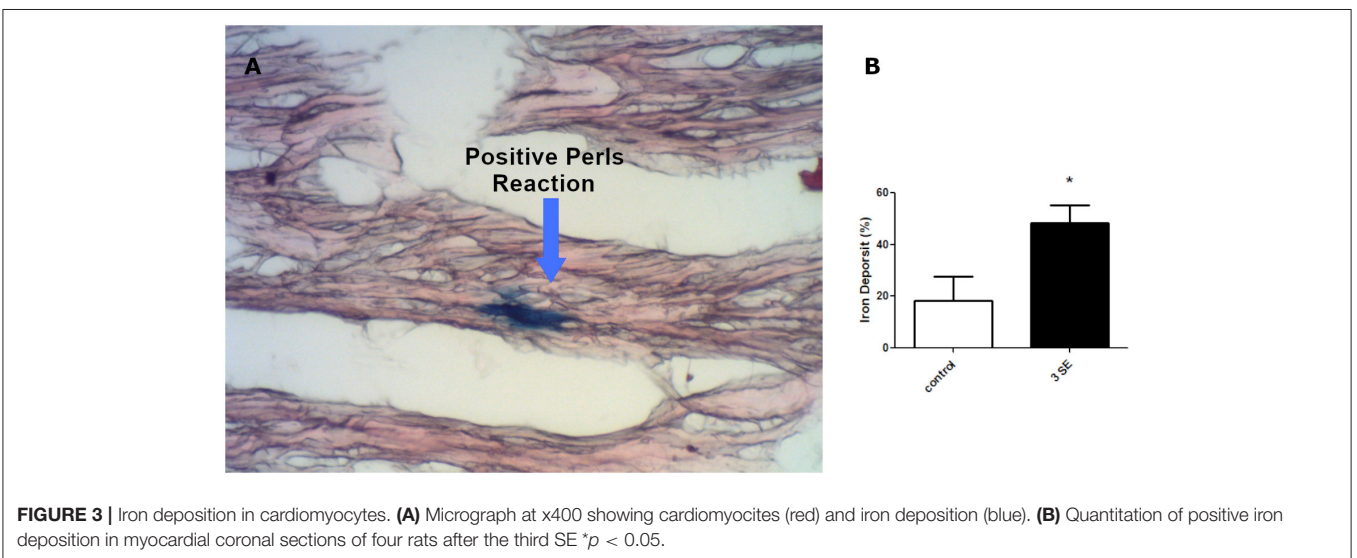 A
Positive Perls
Reaction
B
*
Iron Deporsit (%)
60
40
20
0
control
3 SE
FIGURE 3 | Iron deposition in cardiomyocytes. (A) Micrograph at x400 showing cardiomyocites (red) and iron deposition (blue). (B) Quantitation of positive iron
deposition in myocardial coronal sections of four rats after the third SE *p < 0.05.